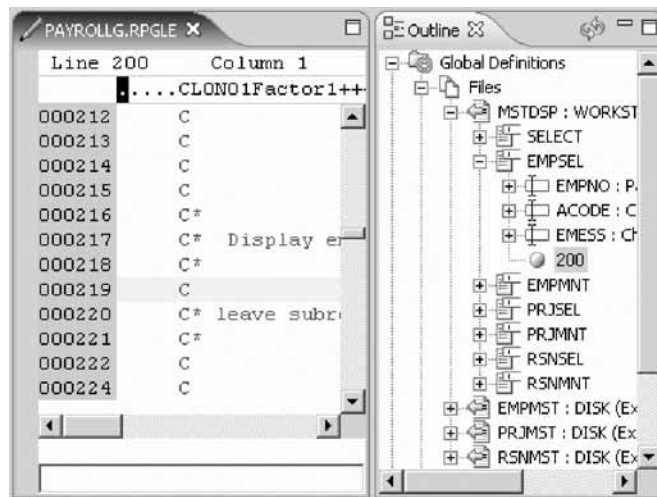 PAYROLLG.RPGLE
Line 200 Column 1
.....CLON01Factor1++
000212 C
000213 C
000214 C
000215 C
000216 C*
000217 C* Display
000218 C*
000219 C
000220 C* leave
000221 C*
000222 C
000224 C
Outline
Global Definitions
Files
MSTDSP : WORKST
SELECT
EMPSEL
EMPNO :
ACODE : C
EMESS : Ch
200
EMPMNT
PRJSEL
PRJMNT
RSNSEL
RSNMNT
EMPMST : DISK (Ex
PRJMST : DISK (Ex
RSNMST : DISK (Ex